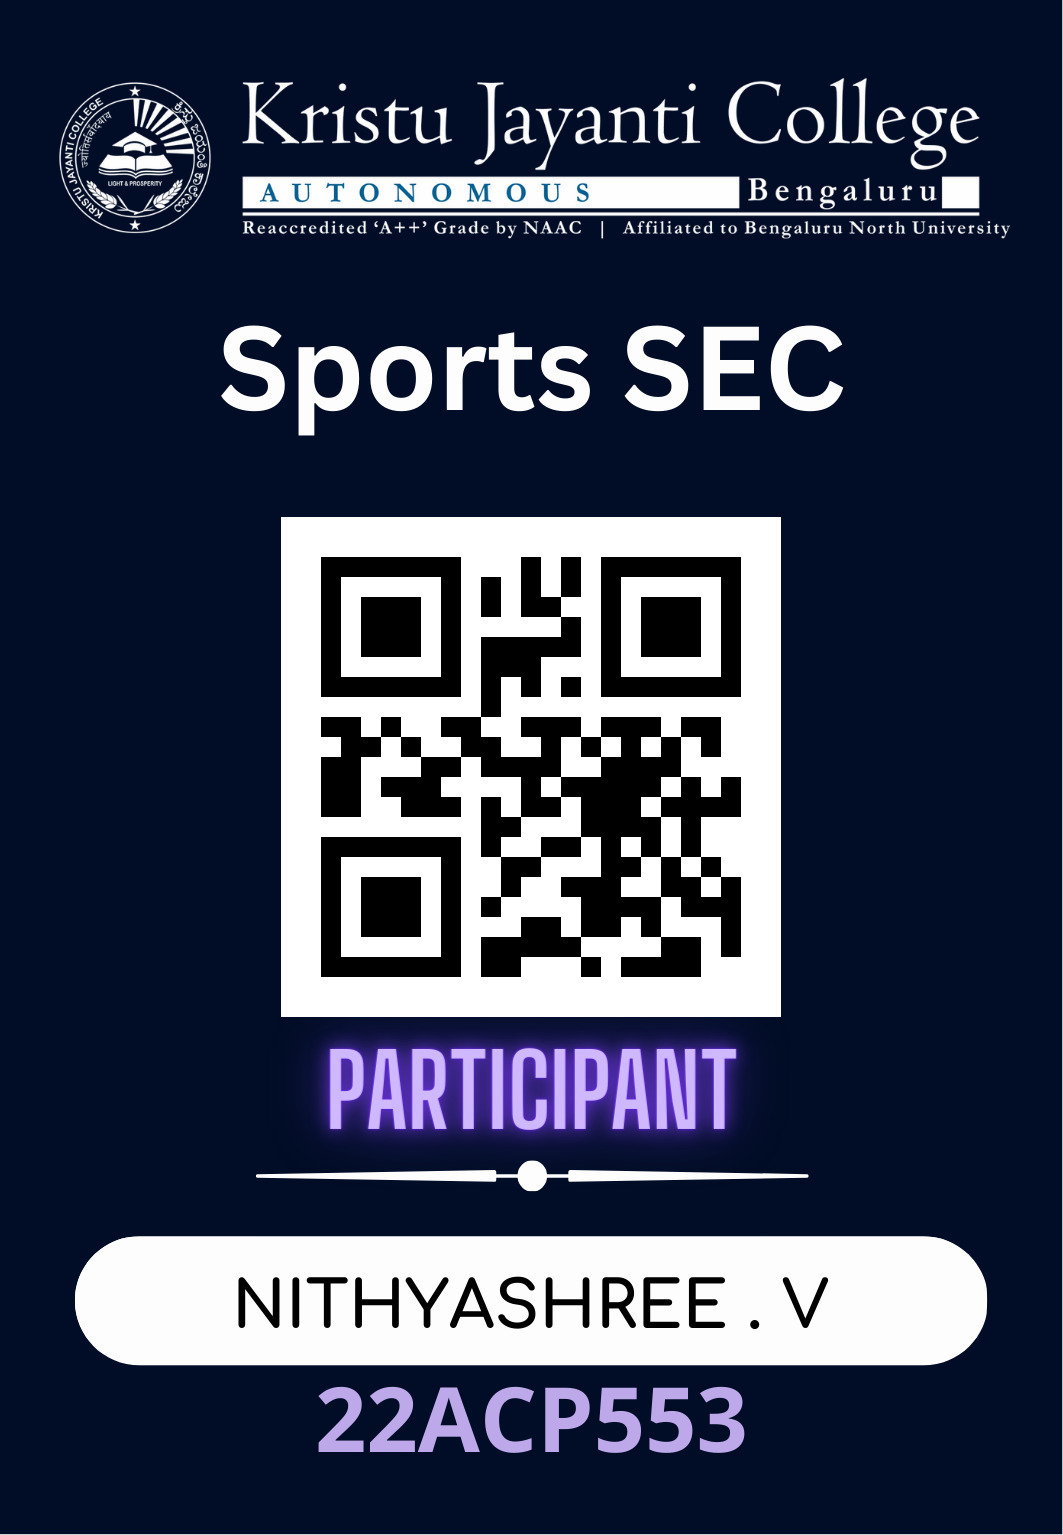 KRISTU JAYANTI COLLEGE
ಕ್ರಿಸ್ತು ಜಯಂತಿ ಕಾಲೇಜು
LIGHT & PROSPERITY
Kristu Jayanti College
AUTONOMOUS Bengaluru
Reaccredited ‘A++’ Grade by NAAC | Affiliated to Bengaluru North University
Sports SEC
PARTICIPANT
NITHYASHREE . V
22ACP553